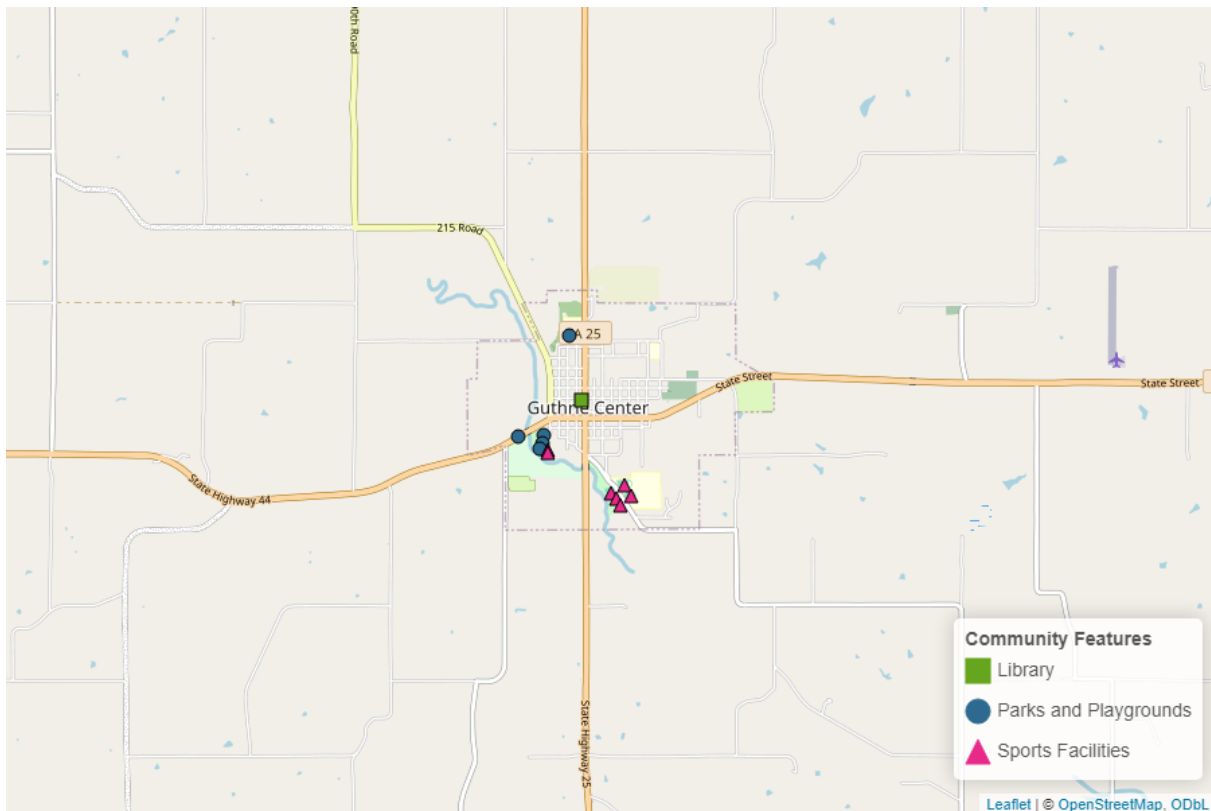 0th Road
215 Road
A 25
State Street
State Street
Guthrie Center
State Highway 44
State Highway 25
Community Features
Library
Parks and Playgrounds
Sports Facilities
Leaflet | © OpenStreetMap, ODbL